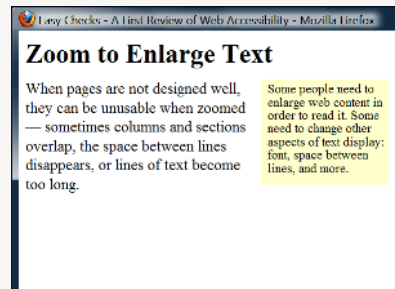 Easy Checks - A First Review of Web Accessibility - Mozilla Firefox
Zoom to Enlarge Text
When pages are not designed well,
they can be unusable when zoomed
— sometimes columns and sections
overlap, the space between lines
disappears, or lines of text become
too long.
Some people need to
enlarge web content in
order to read it. Some
need to change other
aspects of text display:
font, space between
lines, and more.